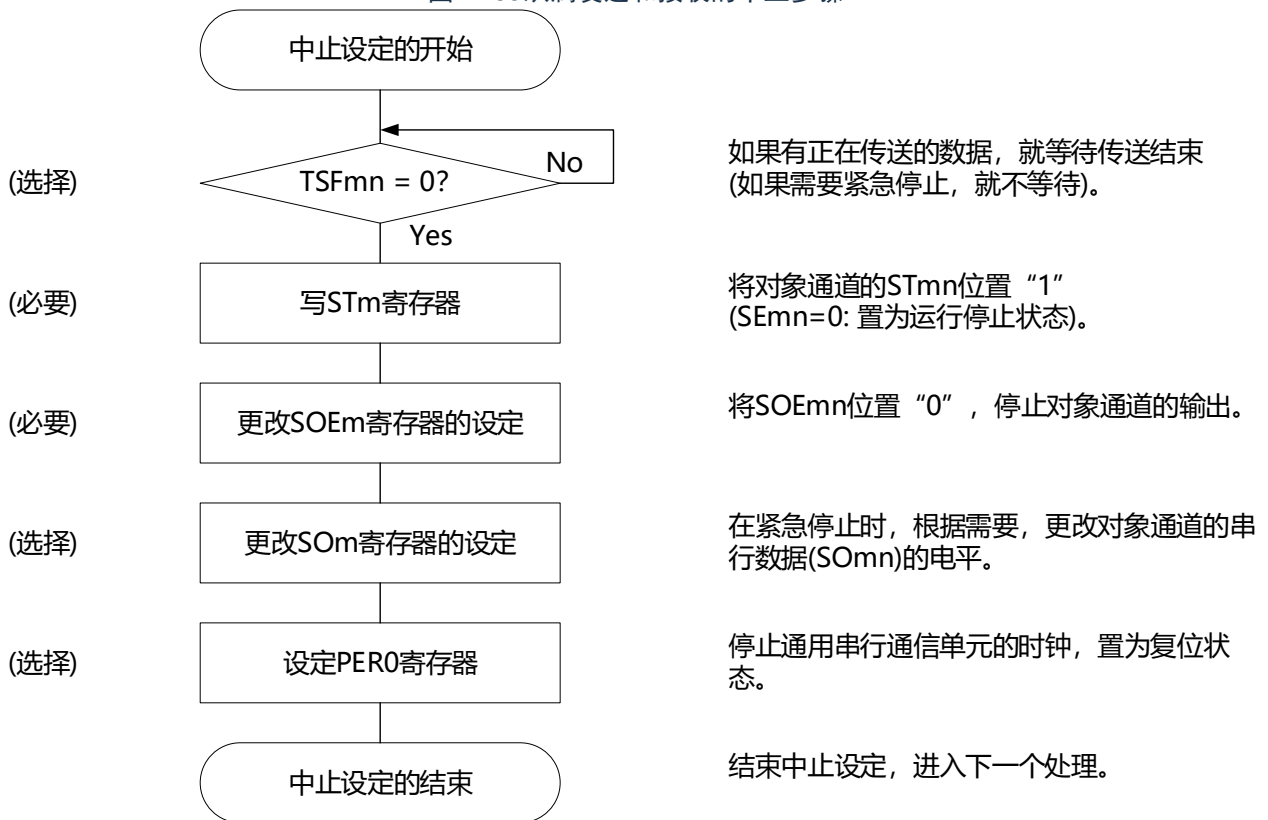 中止设定的开始
(选择)
TSFmn = 0?
No
Yes
如果有正在传送的数据，就等待传送结束
(如果需要紧急停止，就不等待)。
(必要)
写STm寄存器
将对象通道的STmn位置“1”
(SEmn=0: 置为运行停止状态)。
(必要)
更改SOEm寄存器的设定
将SOEmn位置“0”，停止对象通道的输出。
(选择)
更改SOm寄存器的设定
在紧急停止时，根据需要，更改对象通道的串
行数据(SOmn)的电平。
(选择)
设定PER0寄存器
停止通用串行通信单元的时钟，置为复位状
态。
中止设定的结束
结束中止设定，进入下一个处理。